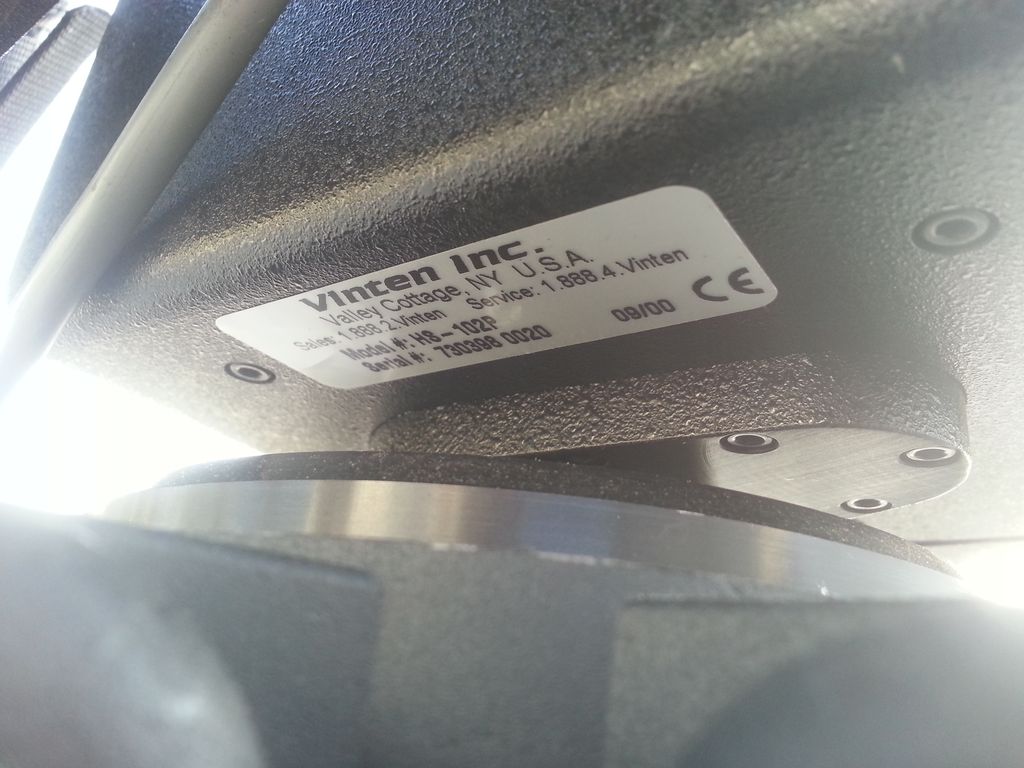 Vinten Inc.
Valley Cottage, NY U.S.A.
Sales: 1.888.2.Vinten Service: 1.888.4.Vinten
Model #: HS-102P
Serial #: 730398 0020 09/00 CE